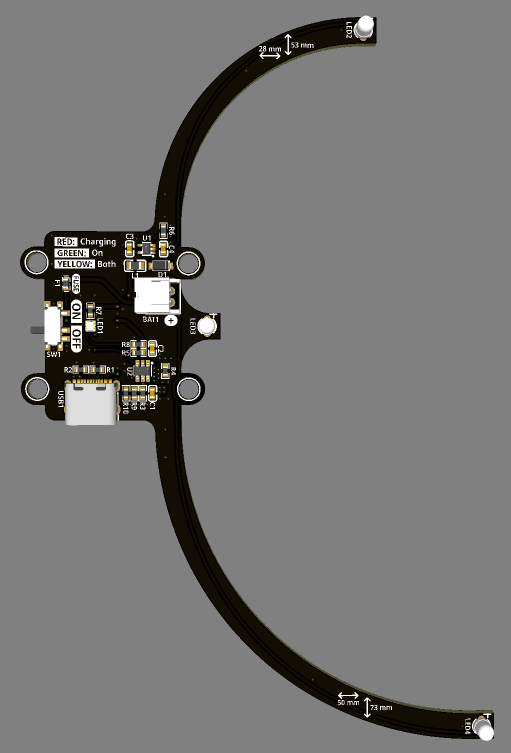 LED2
53 mm
28 mm
R6
RED: Charging
U1
C3
C4
GREEN: On
YELLOW: Both
L1
D1
F1
FUSE
ON
OFF
R7
LED1
BAT1
+
+
LED3
SW1
R8
R5
C2
U2
R4
R2
R1
USB1
R10
R9
R3
C1
50 mm
73 mm
+
LED4